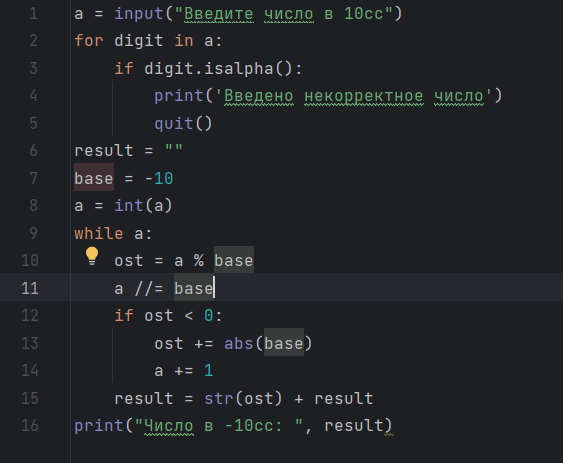 1 a = input("Введите число в 10сс")
2 for digit in a:
3     if digit.isalpha():
4         print('Введено некорректное число')
5         quit()
6 result = ""
7 base = -10
8 a = int(a)
9 while a:
10     ost = a % base
11     a //= base
12     if ost < 0:
13         ost += abs(base)
14         a += 1
15     result = str(ost) + result
16 print("Число в -10сс: ", result)